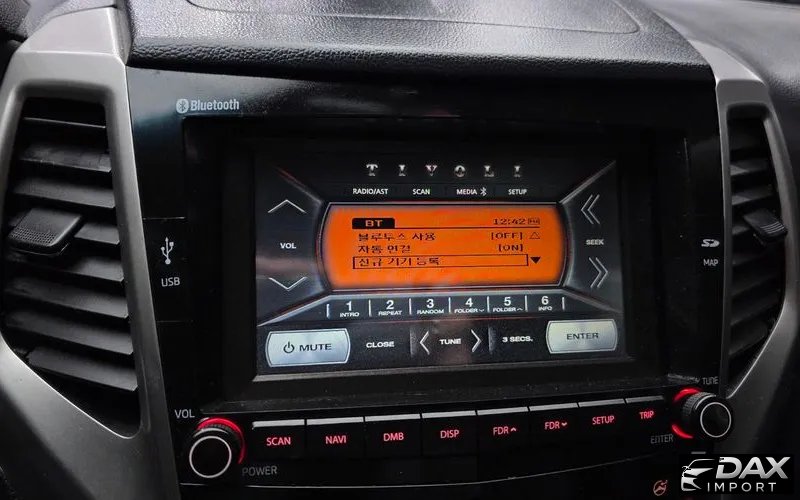 Bluetooth
TIVOLI
RADIO/AST SCAN MEDIA SETUP
BT 12:42 PM
블루투스 사용 [OFF] △
자동 연결 [ON]
신규 기기 등록 ▼
VOL
SEEK
USB
SD
MAP
1 2 3 4 5 6
INTRO REPEAT RANDOM FOLDER FOLDER INFO
MUTE CLOSE TUNE 3 SECS. ENTER
VOL
TUNE
SCAN NAVI DMB DISP FDR FDR SETUP TRIP
POWER
ENTER
DAX
IMPORT